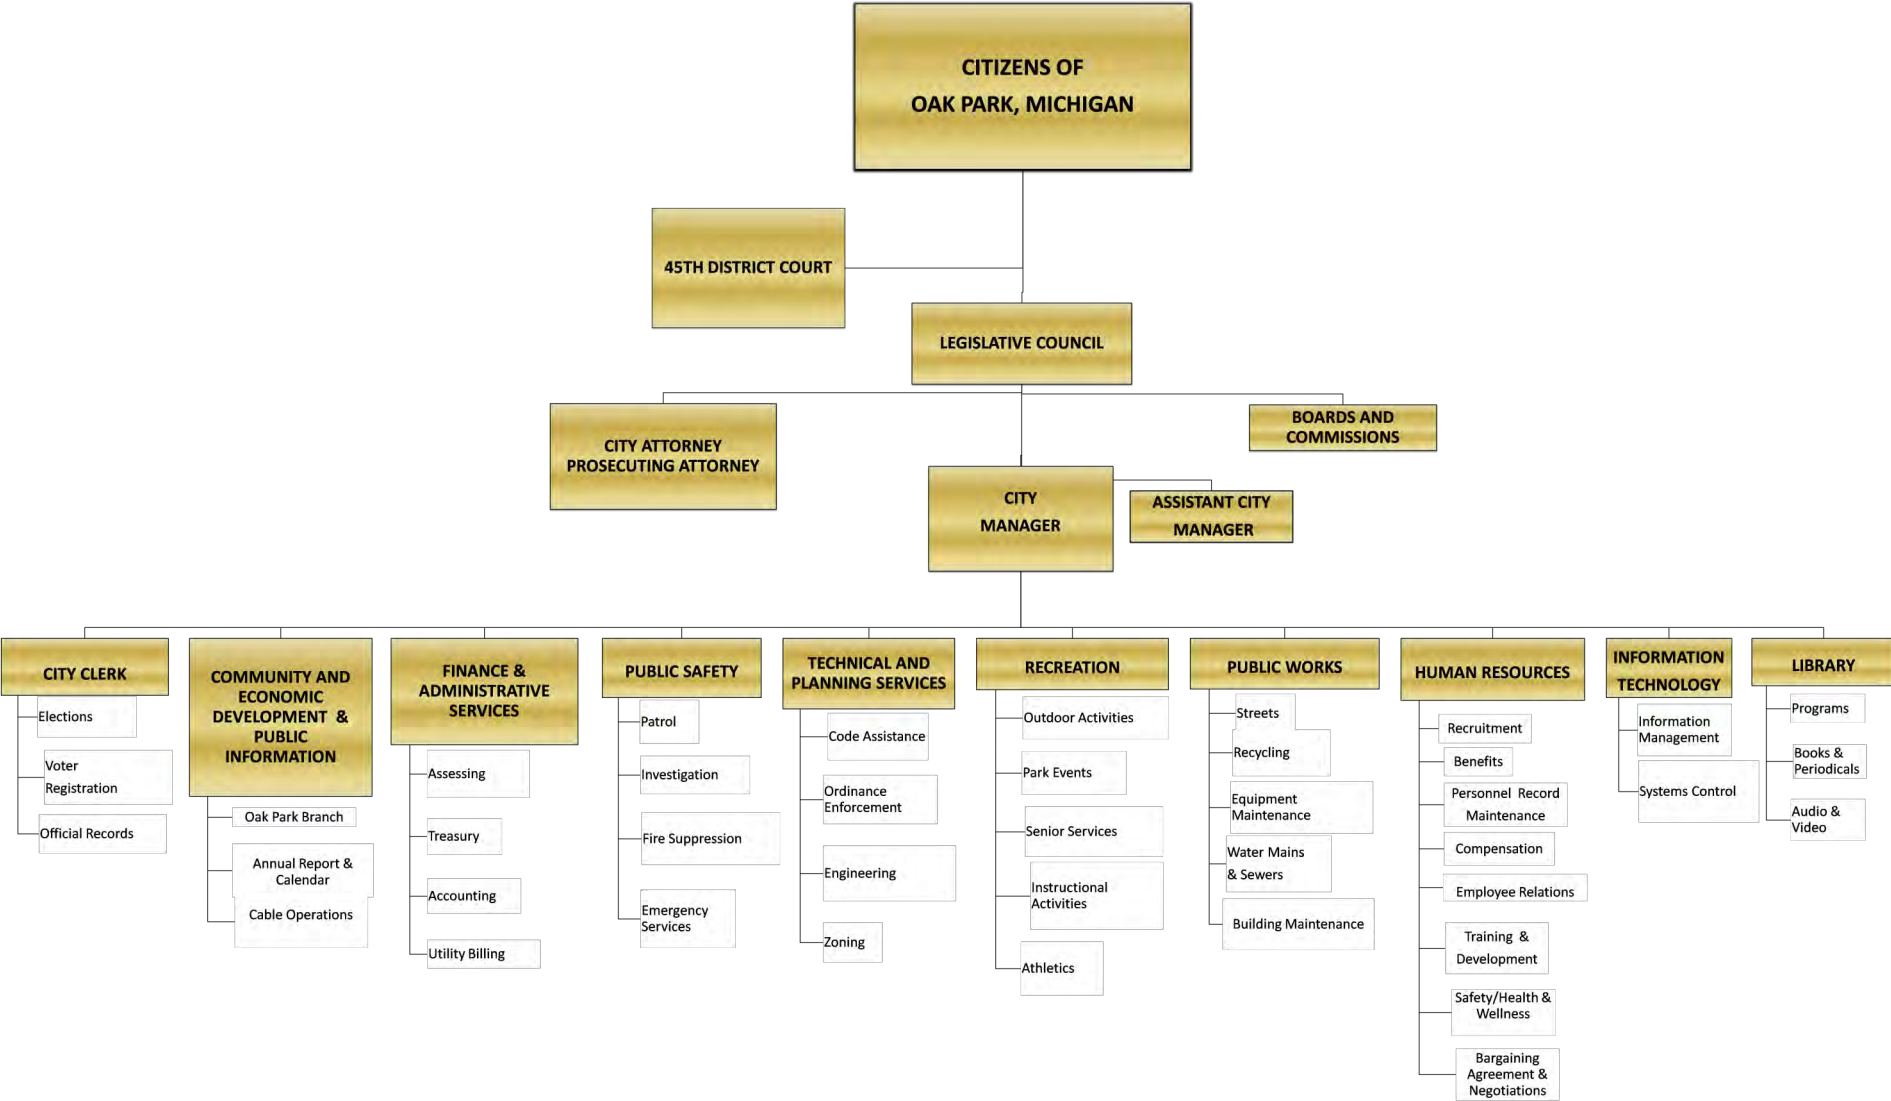 CITIZENS OF
OAK PARK, MICHIGAN
45TH DISTRICT COURT
LEGISLATIVE COUNCIL
CITY ATTORNEY
PROSECUTING ATTORNEY
BOARDS AND
COMMISSIONS
CITY
MANAGER
ASSISTANT CITY
MANAGER
CITY CLERK
Elections
Voter
Registration
Official Records
COMMUNITY AND
ECONOMIC
DEVELOPMENT &
PUBLIC
INFORMATION
Oak Park Branch
Annual Report &
Calendar
Cable Operations
FINANCE &
ADMINISTRATIVE
SERVICES
Assessing
Treasury
Accounting
Utility Billing
PUBLIC SAFETY
Patrol
Investigation
Fire Suppression
Emergency
Services
TECHNICAL AND
PLANNING SERVICES
Code Assistance
Ordinance
Enforcement
Engineering
Zoning
RECREATION
Outdoor Activities
Park Events
Senior Services
Instructional
Activities
Athletics
PUBLIC WORKS
Streets
Recycling
Equipment
Maintenance
Water Mains
& Sewers
Building Maintenance
HUMAN RESOURCES
Recruitment
Benefits
Personnel Record
Maintenance
Compensation
Employee Relations
Training &
Development
Safety/Health &
Wellness
Bargaining
Agreement &
Negotiations
INFORMATION
TECHNOLOGY
Information
Management
Systems Control
LIBRARY
Programs
Books &
Periodicals
Audio &
Video